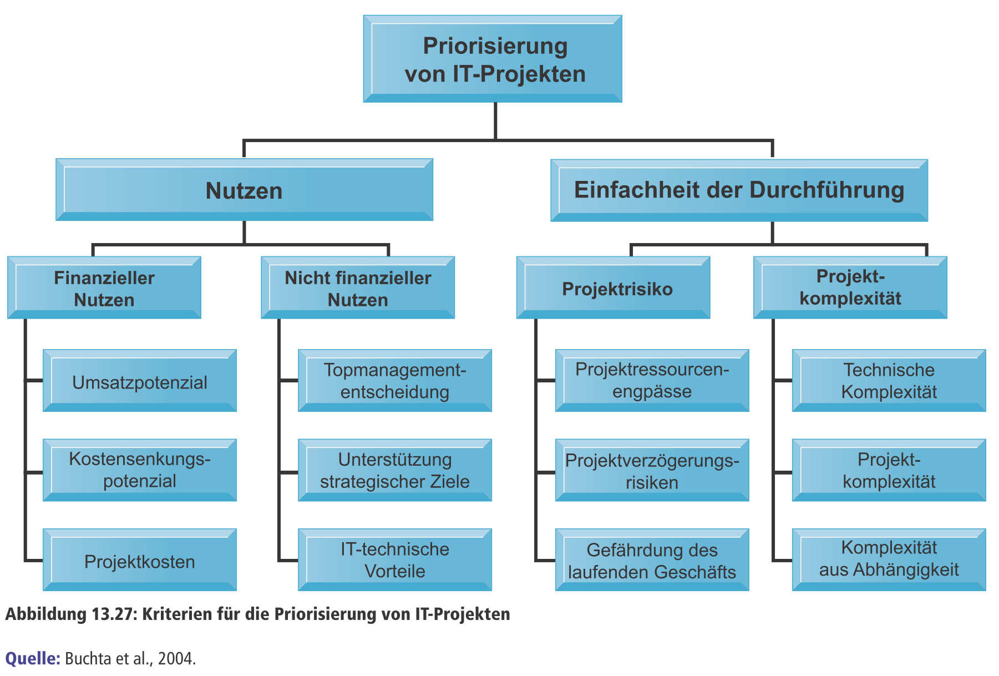 Priorisierung
von IT-Projekten
Nutzen
Einfachheit der Durchführung
Finanzieller
Nutzen
Nicht finanzieller
Nutzen
Projektrisiko
Projekt-
komplexität
Umsatzpotenzial
Topmanagement-
entscheidung
Projektressourcen-
engpässe
Technische
Komplexität
Kostensenkungs-
potenzial
Unterstützung
strategischer Ziele
Projektverzögerungs-
risiken
Projekt-
komplexität
Projektkosten
IT-technische
Vorteile
Gefährdung des
laufenden Geschäfts
Komplexität
aus Abhängigkeit
Abbildung 13.27: Kriterien für die Priorisierung von IT-Projekten
Quelle: Buchta et al., 2004.